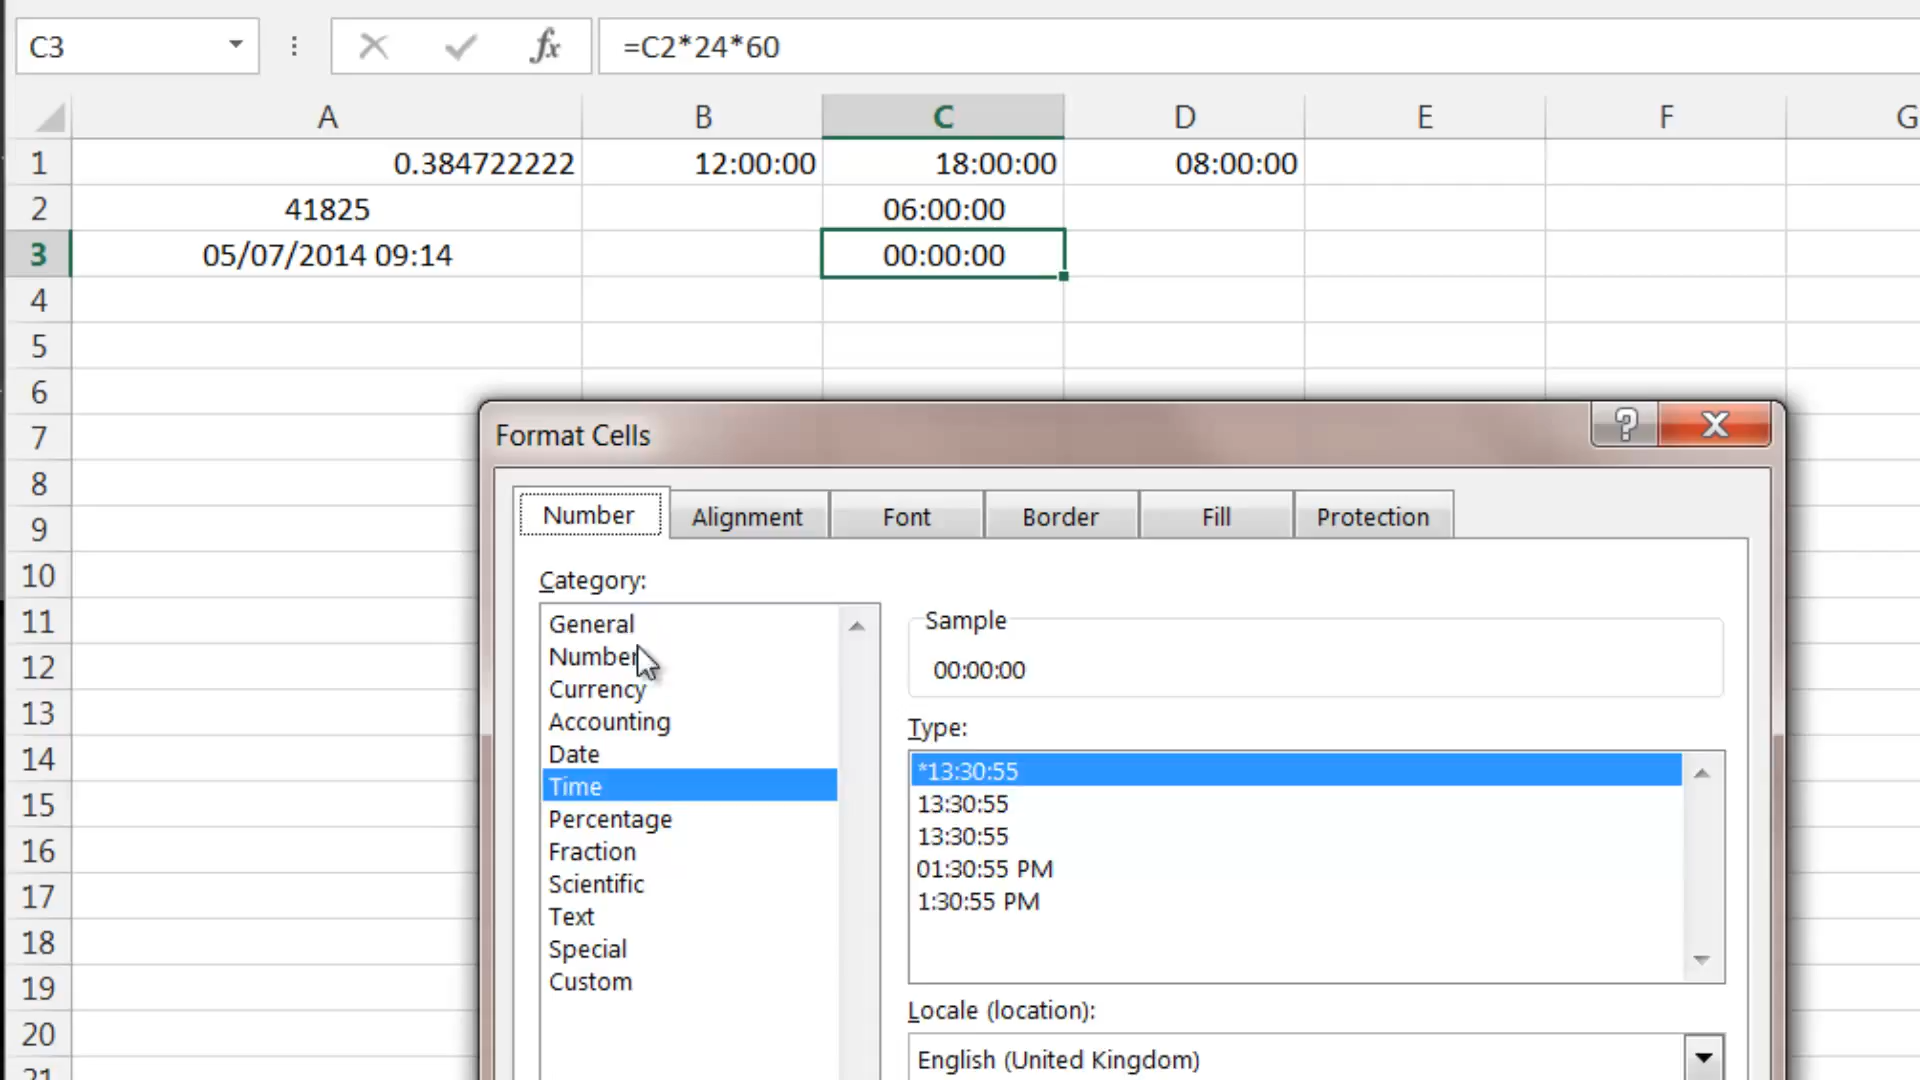 C3 fx =C2*24*60
A B C D E F G
1 0.384722222 12:00:00 18:00:00 08:00:00
2 41825 06:00:00
3 05/07/2014 09:14 00:00:00
4
5
6
7
8
9
10
11
12
13
14
15
16
17
18
19
20
21
Format Cells ? X
Number Alignment Font Border Fill Protection
Category:
General
Number
Currency
Accounting
Date
Time
Percentage
Fraction
Scientific
Text
Special
Custom
Sample
00:00:00
Type:
*13:30:55
13:30:55
13:30:55
01:30:55 PM
1:30:55 PM
Locale (location):
English (United Kingdom)